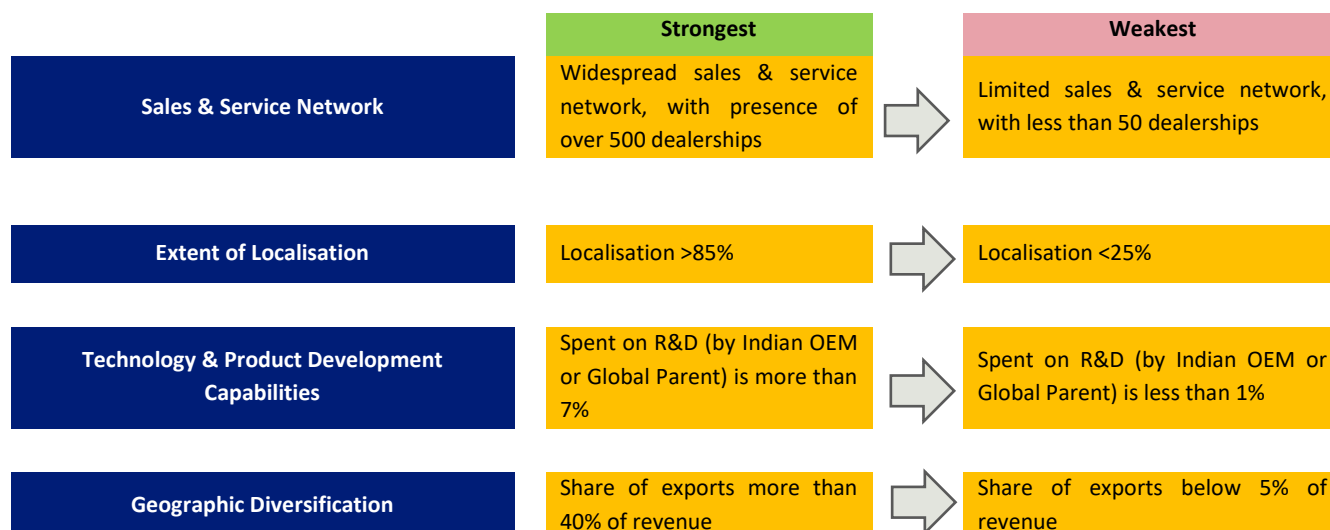 Strongest
Weakest
Sales & Service Network
Widespread sales & service
network, with presence of
over 500 dealerships
Limited sales & service network,
with less than 50 dealerships
Extent of Localisation
Localisation >85%
Localisation <25%
Technology & Product Development
Capabilities
Spent on R&D (by Indian OEM
or Global Parent) is more than
7%
Spent on R&D (by Indian OEM or
Global Parent) is less than 1%
Geographic Diversification
Share of exports more than
40% of revenue
Share of exports below 5% of
revenue